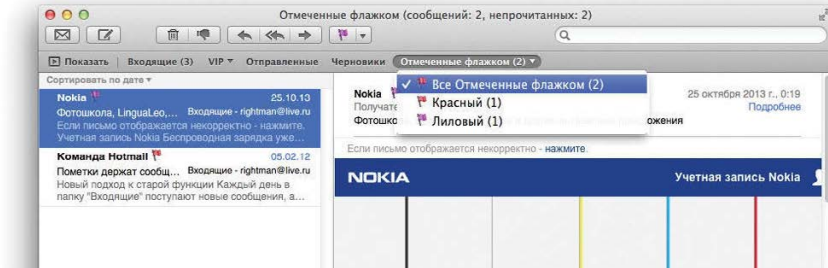 Отмеченные флажком (сообщений: 2, непрочитанных: 2)
Показать Входящие (3) VIP Отправленные Черновики Отмеченные флажком (2)
Сортировать по дате
Nokia 25.10.13
Фотошкола, LinguaLeo,... Входящие - rightman@live.ru
Если письмо отображается некорректно - нажмите.
Учетная запись Nokia Беспроводная зарядка уже...
Команда Hotmail 05.02.12
Пометки держат сообщ... Входящие - rightman@live.ru
Новый подход к старой функции Каждый день в
папку "Входящие" поступают новые сообщения, а...
Все Отмеченные флажком (2)
Красный (1)
Лиловый (1)
Nokia 25 октября 2013 г., 0:19
Получате Подробнее
Фотошко ожения
Если письмо отображается некорректно - нажмите.
NOKIA Учетная запись Nokia